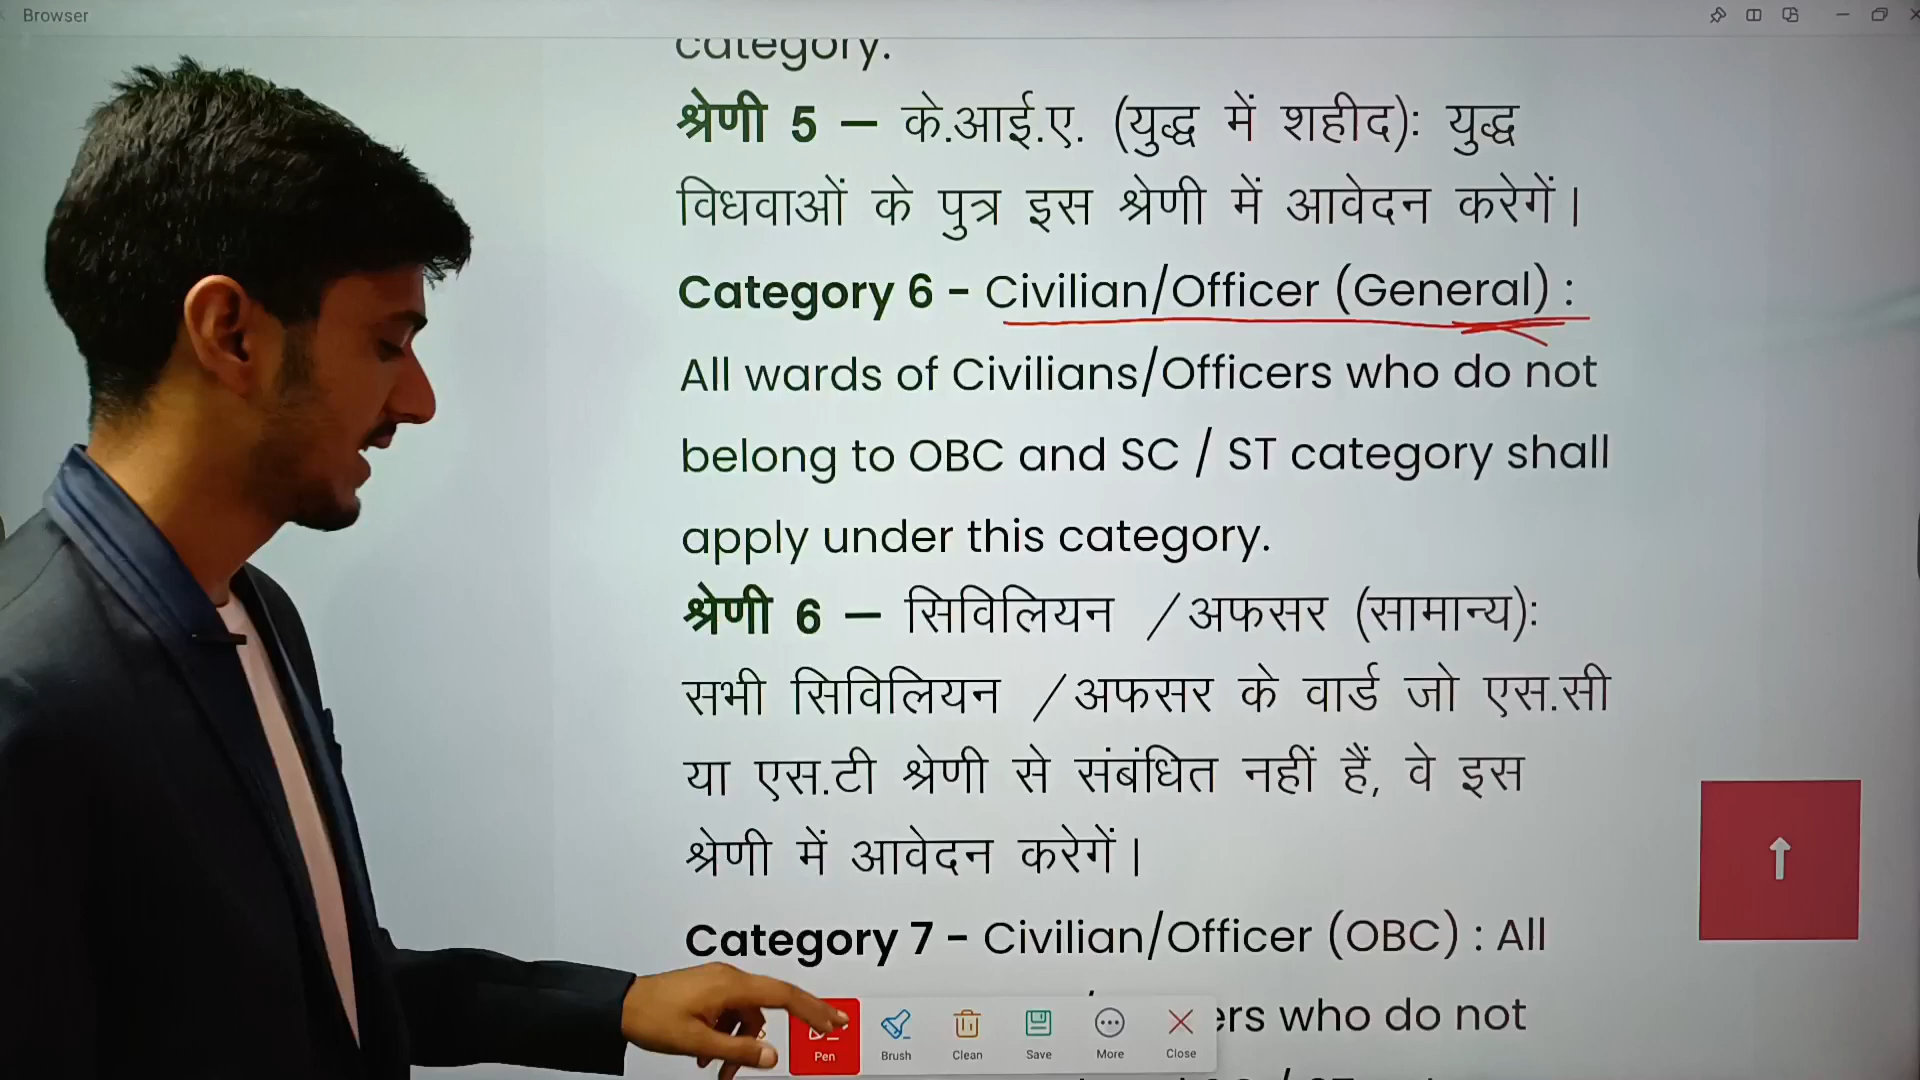 Browser
category.
श्रेणी 5 – के.आई.ए. (युद्ध में शहीद): युद्ध
विधवाओं के पुत्र इस श्रेणी में आवेदन करेगें।
Category 6 - Civilian/Officer (General) :
All wards of Civilians/Officers who do not
belong to OBC and SC / ST category shall
apply under this category.
श्रेणी 6 – सिविलियन /अफसर (सामान्य):
सभी सिविलियन /अफसर के वार्ड जो एस.सी
या एस.टी श्रेणी से संबंधित नहीं हैं, वे इस
श्रेणी में आवेदन करेगें।
Category 7 - Civilian/Officer (OBC) : All
ers who do not
Pen Brush Clean Save More Close